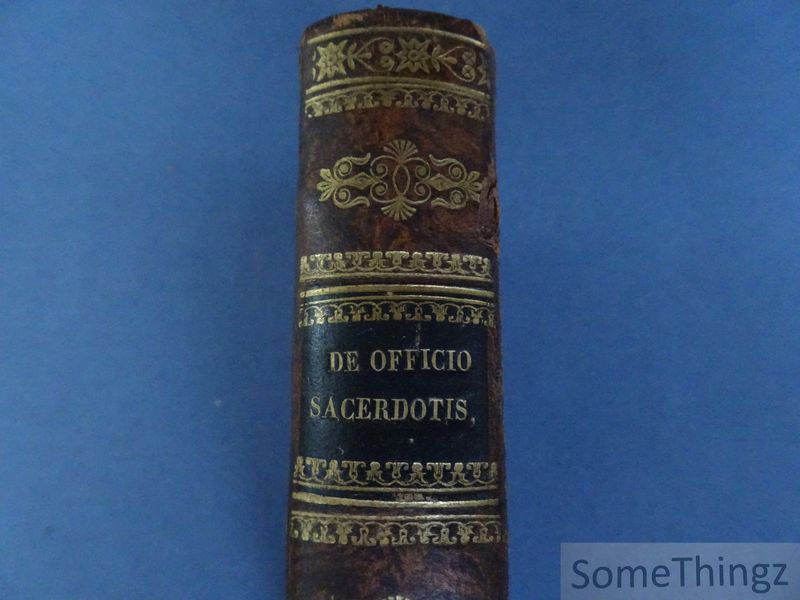 DE OFFICIO
SACERDOTIS,
SomeThingz